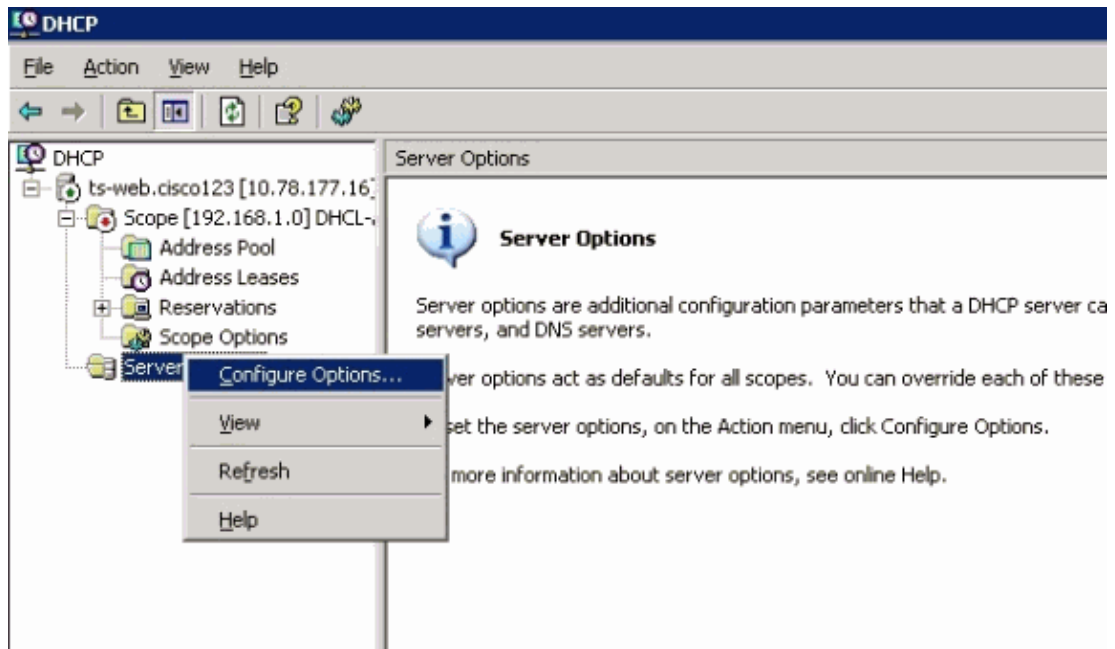 DHCP
File Action View Help
DHCP
ts-web.cisco123 [10.78.177.16]
Scope [192.168.1.0] DHCL-
Address Pool
Address Leases
Reservations
Scope Options
Server
Configure Options...
View
Refresh
Help
Server Options
Server Options
Server options are additional configuration parameters that a DHCP server ca
servers, and DNS servers.
ver options act as defaults for all scopes. You can override each of these
set the server options, on the Action menu, click Configure Options.
more information about server options, see online Help.